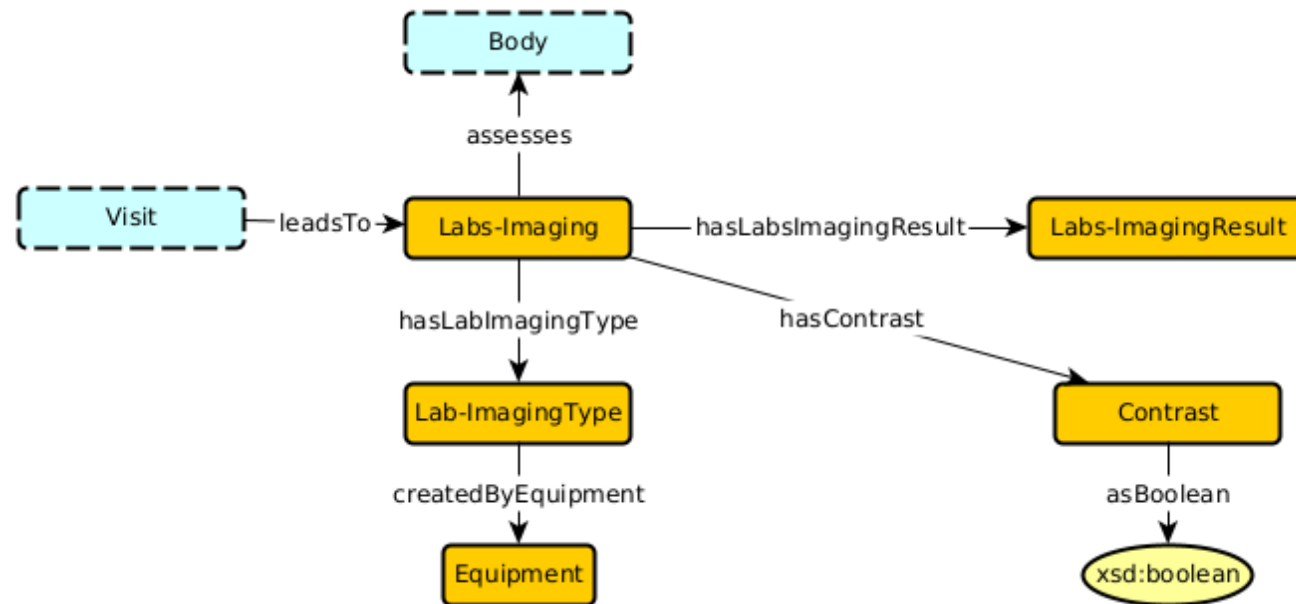 Body
assesses
Visit
leadsTo
Labs-Imaging
hasLabsImagingResult
Labs-ImagingResult
hasLabImagingType
hasContrast
Lab-ImagingType
Contrast
createdByEquipment
asBoolean
Equipment
xsd:boolean